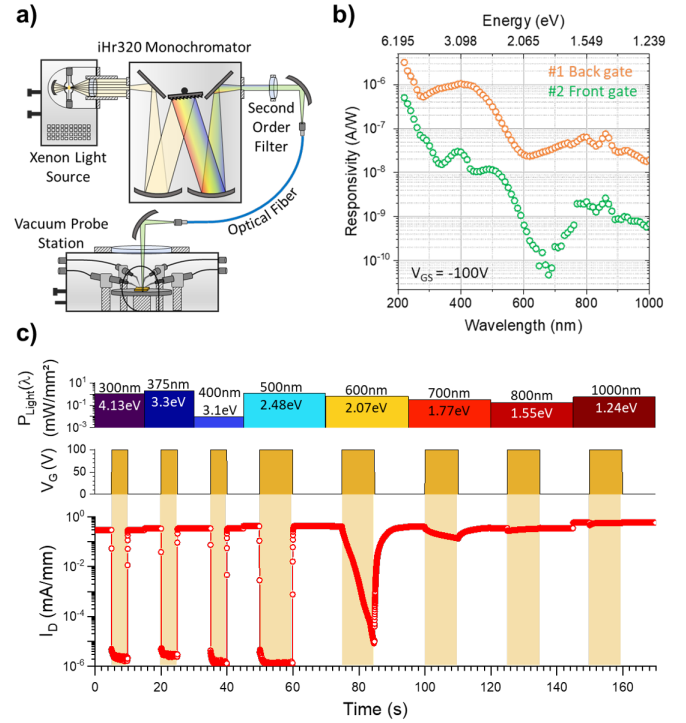 a)
iHr320 Monochromator
Xenon Light
Source
Second
Order
Filter
Optical Fiber
Vacuum Probe
Station
b)
Energy (eV)
6.195 3.098 2.065 1.549 1.239
#1 Back gate
#2 Front gate
Responsivity (A/W)
10⁻⁶
10⁻⁷
10⁻⁸
10⁻⁹
10⁻¹⁰
V_GS = -100V
200 400 600 800 1000
Wavelength (nm)
c)
P_Light(λ)
(mW/mm²)
10¹
10⁻¹
10⁻³
300nm 375nm 400nm 500nm 600nm 700nm 800nm 1000nm
4.13eV 3.3eV 3.1eV 2.48eV 2.07eV 1.77eV 1.55eV 1.24eV
V_G (V)
100
50
0
I_D (mA/mm)
10⁰
10⁻²
10⁻⁴
10⁻⁶
0 20 40 60 80 100 120 140 160
Time (s)